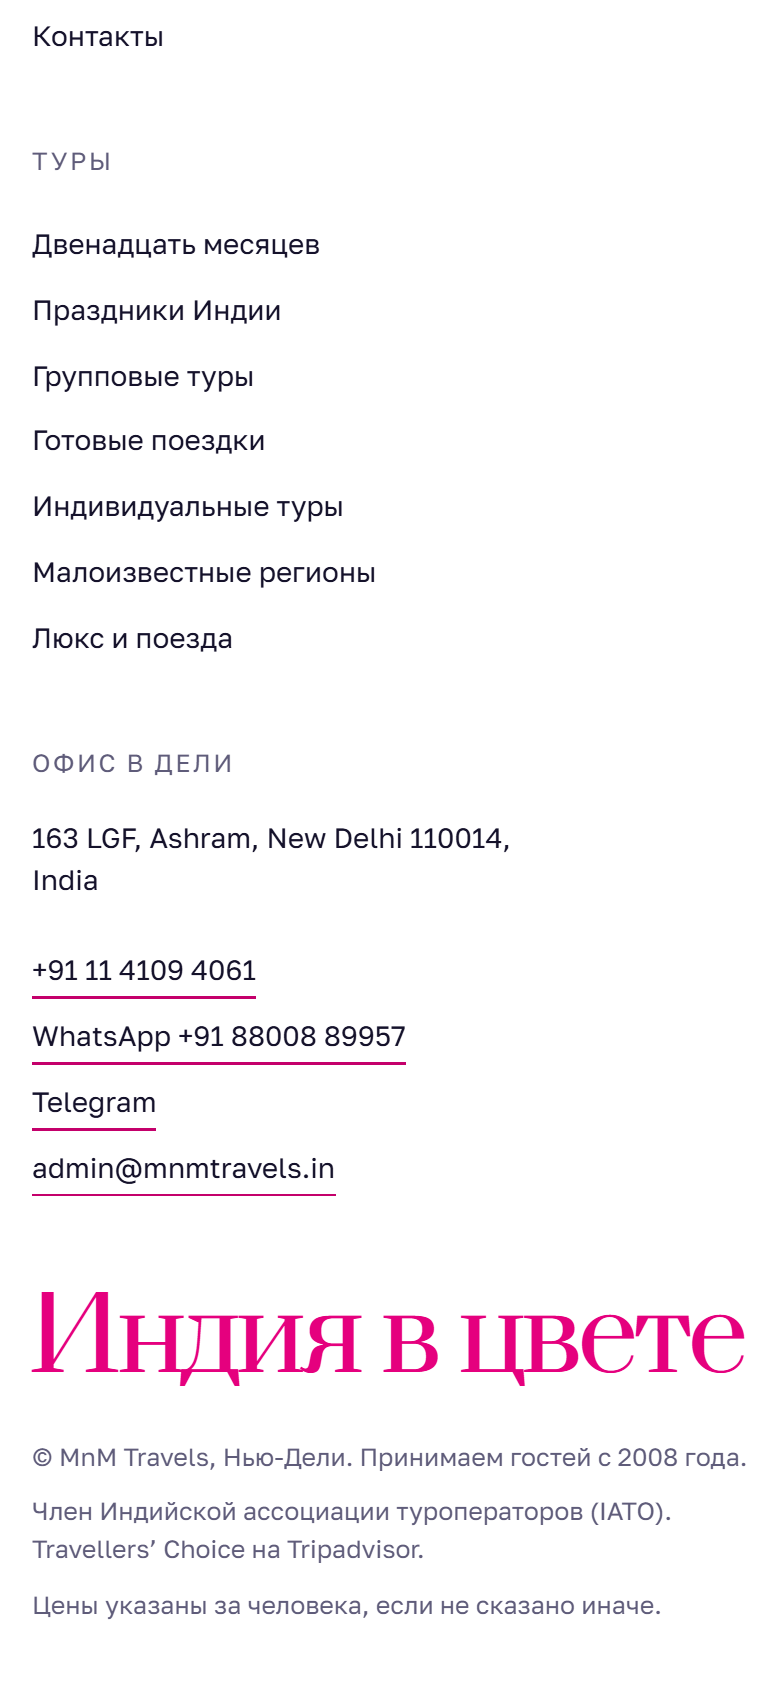 Контакты
ТУРЫ
Двенадцать месяцев
Праздники Индии
Групповые туры
Готовые поездки
Индивидуальные туры
Малоизвестные регионы
Люкс и поезда
ОФИС В ДЕЛИ
163 LGF, Ashram, New Delhi 110014,
India
+91 11 4109 4061
WhatsApp +91 88008 89957
Telegram
admin@mnmtravels.in
Индия в цвете
© MnM Travels, Нью-Дели. Принимаем гостей с 2008 года.
Член Индийской ассоциации туроператоров (IATO).
Travellers’ Choice на Tripadvisor.
Цены указаны за человека, если не сказано иначе.